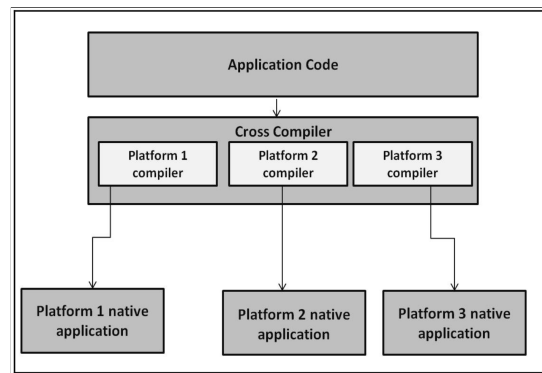 Application Code
Cross Compiler
Platform 1
compiler
Platform 2
compiler
Platform 3
compiler
Platform 1 native
application
Platform 2 native
application
Platform 3 native
application